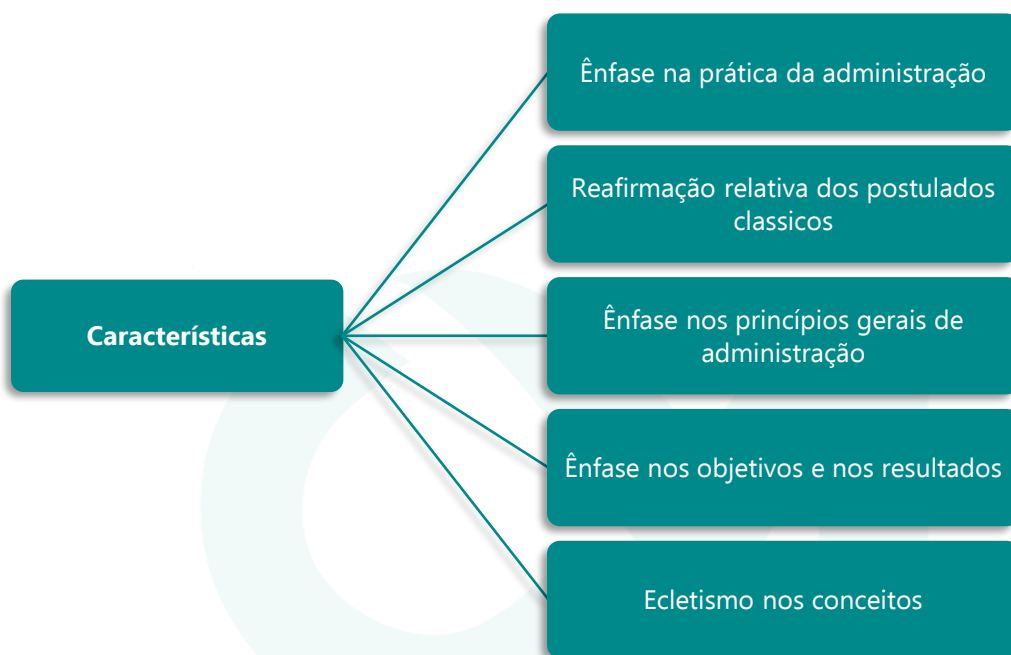 Ênfase na prática da administração
Reafirmação relativa dos postulados
classicos
Características
Ênfase nos princípios gerais de
administração
Ênfase nos objetivos e nos resultados
Ecletismo nos conceitos